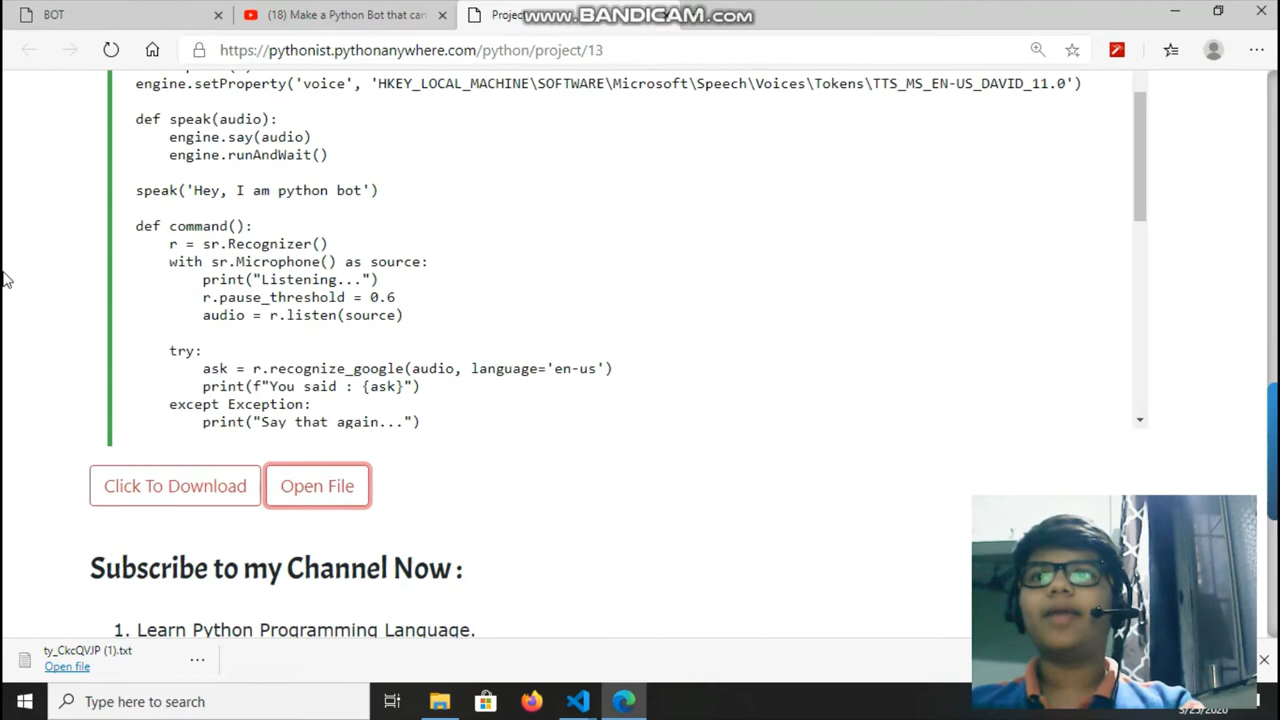 BOT
(18) Make a Python Bot that can
Projec
www.BANDICAM.com
https://pythonist.pythonanywhere.com/python/project/13
engine.setProperty('voice', 'HKEY_LOCAL_MACHINE\SOFTWARE\Microsoft\Speech\Voices\Tokens\TTS_MS_EN-US_DAVID_11.0')
def speak(audio):
engine.say(audio)
engine.runAndWait()
speak('Hey, I am python bot')
def command():
r = sr.Recognizer()
with sr.Microphone() as source:
print("Listening...")
r.pause_threshold = 0.6
audio = r.listen(source)
try:
ask = r.recognize_google(audio, language='en-us')
print(f"You said : {ask}")
except Exception:
print("Say that again...")
Click To Download
Open File
Subscribe to my Channel Now :
1. Learn Python Programming Language.
ty_CkcQVJP (1).txt
Open file
Type here to search